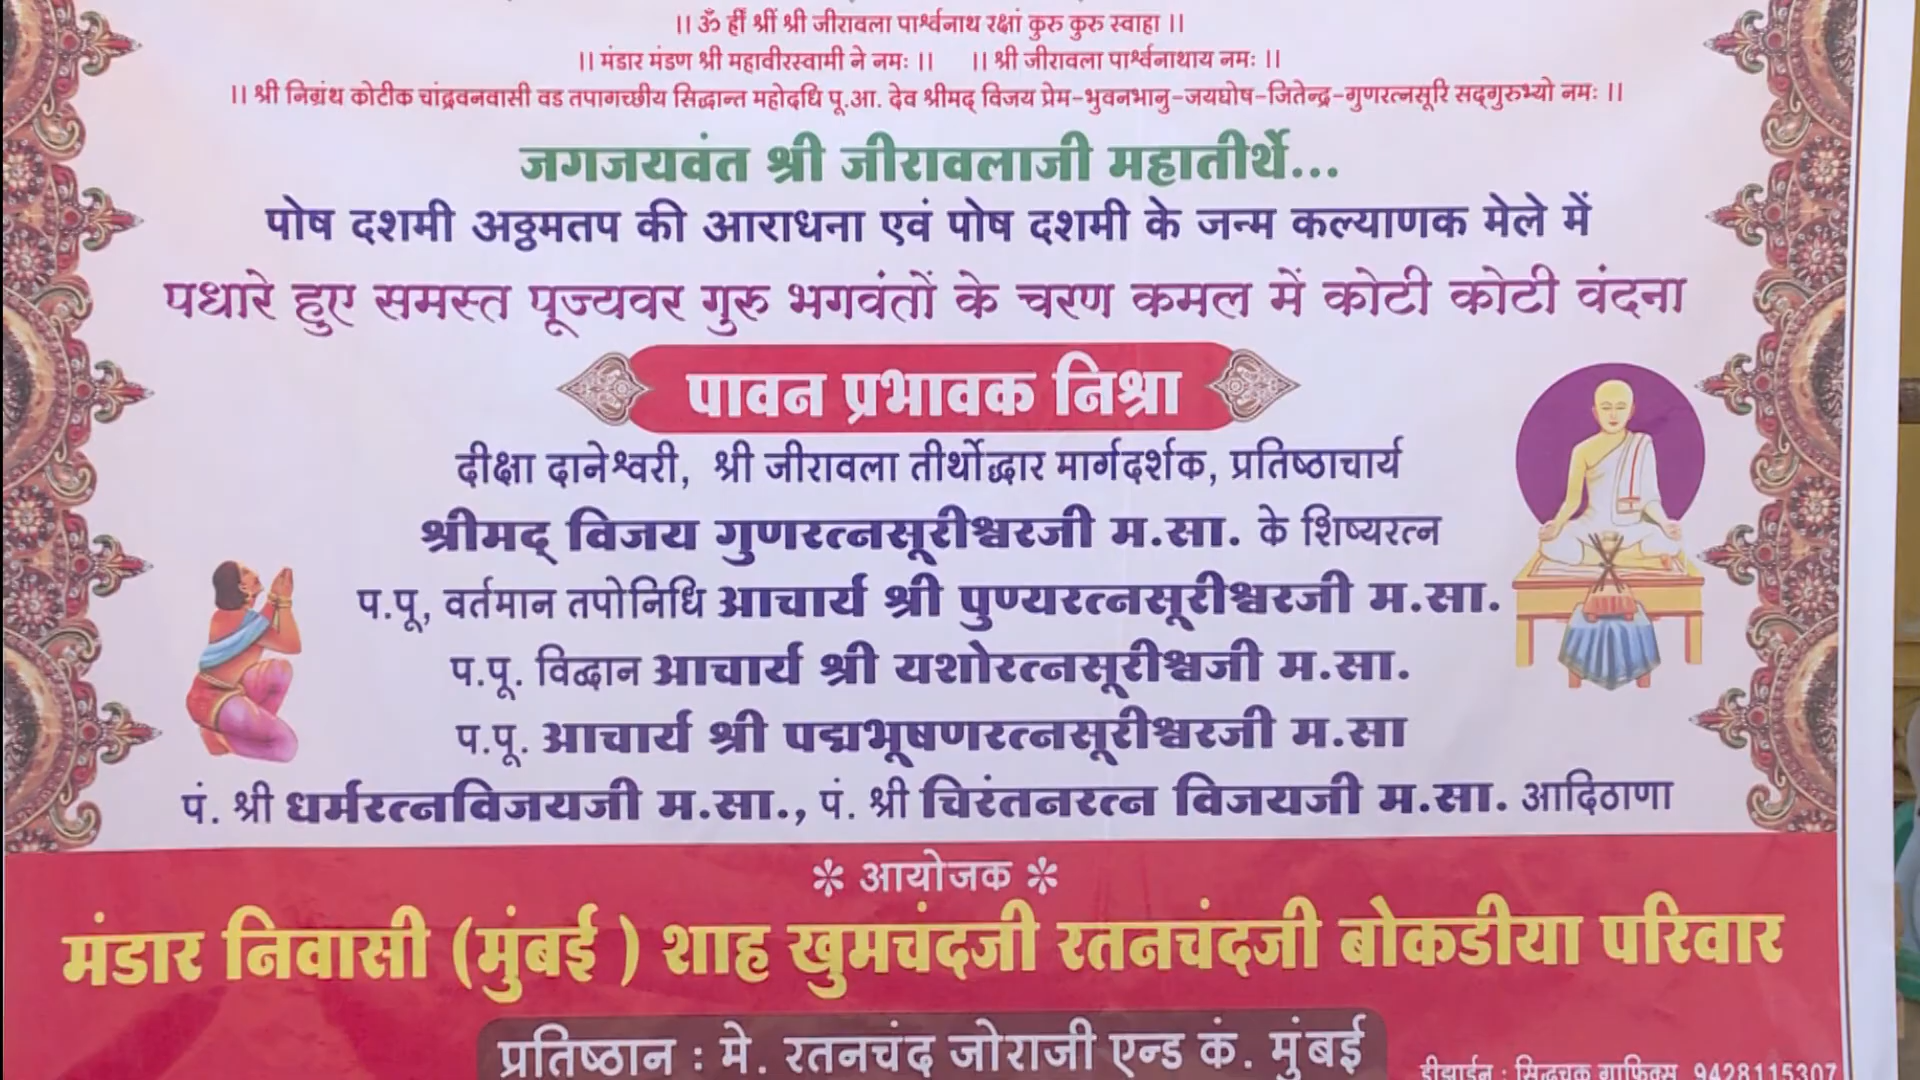 ।। ॐ ह्रीं श्रीं श्री जीरावला पार्श्वनाथ रक्षां कुरु कुरु स्वाहा ।।
।। मंडार मंडण श्री महावीरस्वामी ने नमः ।। ।। श्री जीरावला पार्श्वनाथाय नमः ।।
।। श्री निग्रंथ कोटीक चांद्रवनवासी वड तपागच्छीय सिद्धान्त महोदधि पू.आ. देव श्रीमद् विजय प्रेम-भुवनभानु-जयघोष-जितेन्द्र-गुणरत्नसूरि सद्गुरुभ्यो नमः ।।
जगजयवंत श्री जीरावलाजी महातीर्थे...
पोष दशमी अठ्ठमतप की आराधना एवं पोष दशमी के जन्म कल्याणक मेले में
पधारे हुए समस्त पूज्यवर गुरु भगवंतों के चरण कमल में कोटी कोटी वंदना
पावन प्रभावक निश्रा
दीक्षा दानेश्वरी, श्री जीरावला तीर्थोद्धार मार्गदर्शक, प्रतिष्ठाचार्य
श्रीमद् विजय गुणरत्नसूरीश्वरजी म.सा. के शिष्यरत्न
प.पू, वर्तमान तपोनिधि आचार्य श्री पुण्यरत्नसूरीश्वरजी म.सा.
प.पू. विद्वान आचार्य श्री यशोरत्नसूरीश्वजी म.सा.
प.पू. आचार्य श्री पद्मभूषणरत्नसूरीश्वरजी म.सा
पं. श्री धर्मरत्नविजयजी म.सा., पं. श्री चिरंतनरत्न विजयजी म.सा. आदिठाणा
* आयोजक *
मंडार निवासी (मुंबई ) शाह खुमचंदजी रतनचंदजी बोकडीया परिवार
प्रतिष्ठान : मे. रतनचंद जोराजी एन्ड कं. मुंबई
डीझाईन : सिद्धचक्र ग्राफिक्स 9428115307